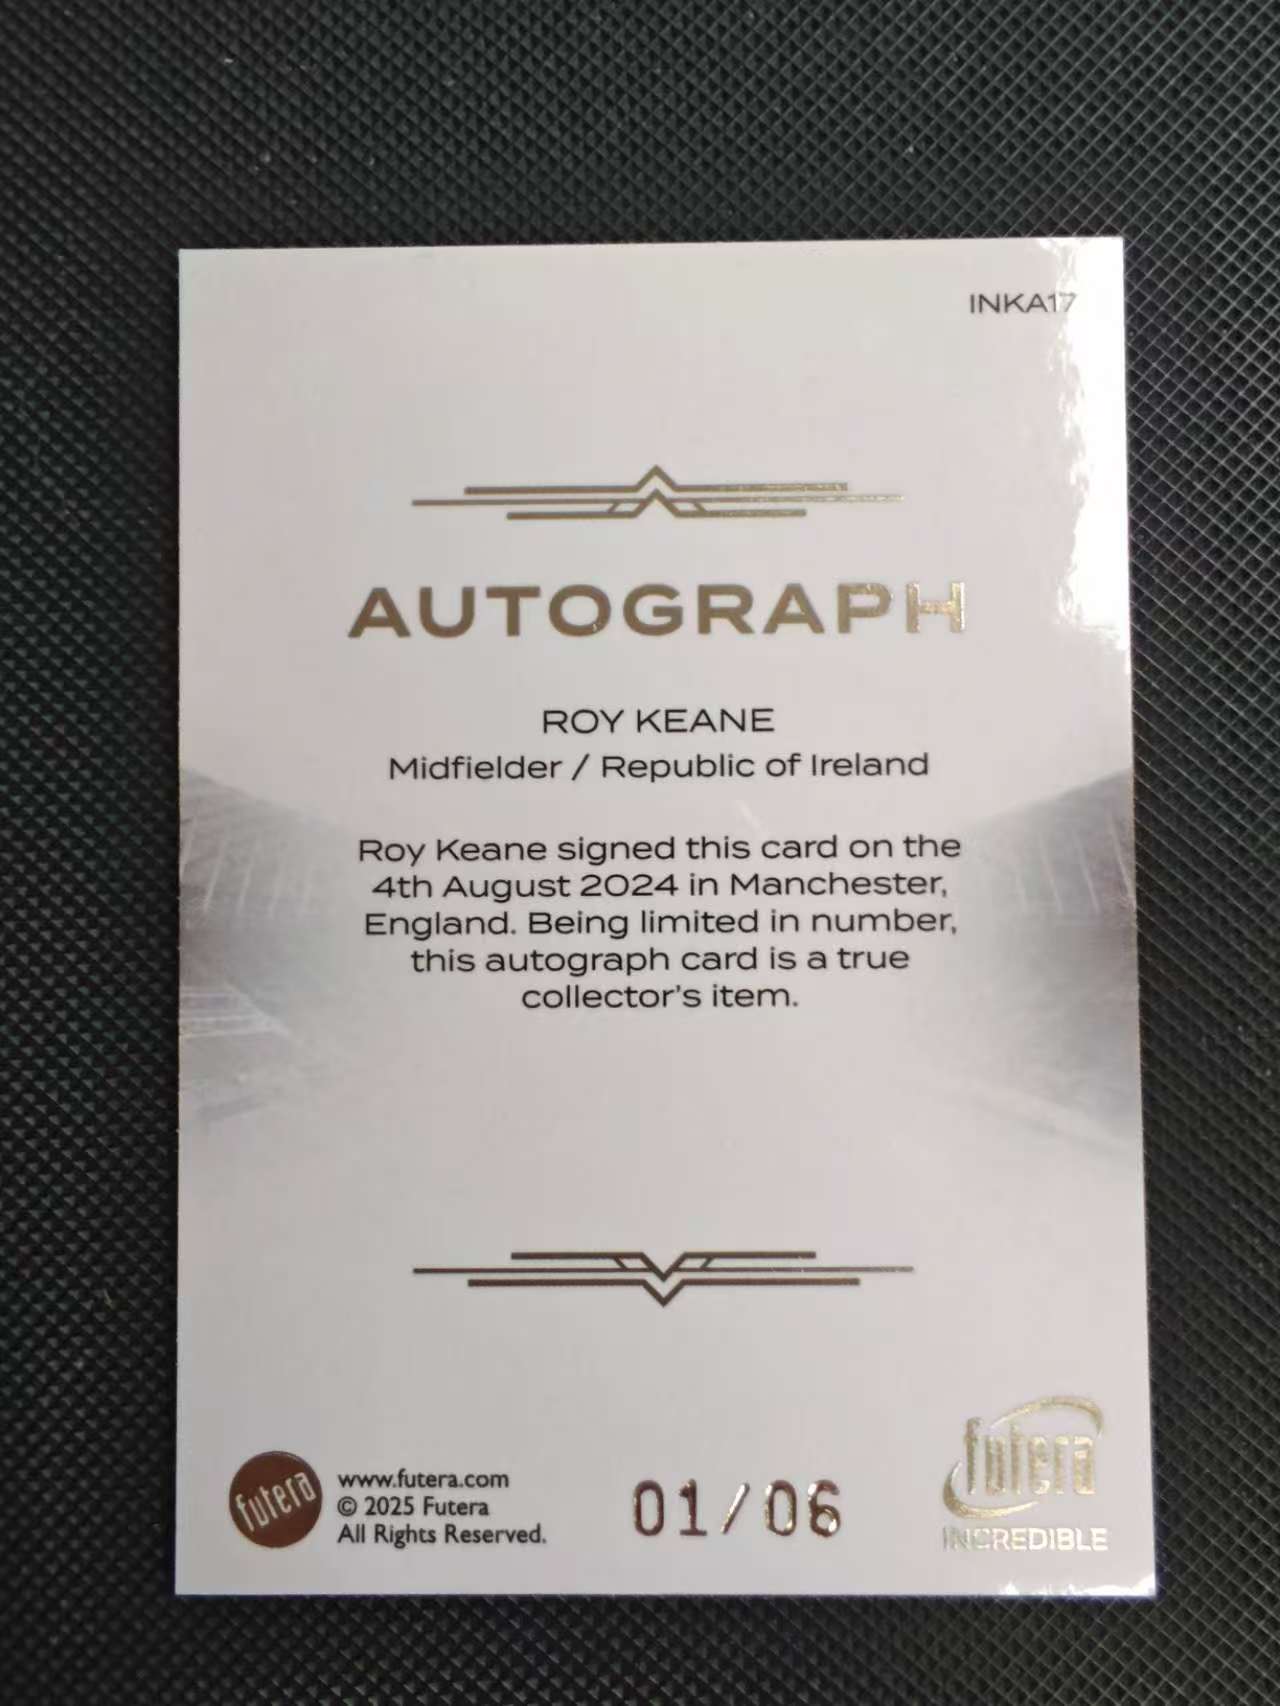 INKA17
AUTOGRAPH
ROY KEANE
Midfielder / Republic of Ireland
Roy Keane signed this card on the
4th August 2024 in Manchester,
England. Being limited in number,
this autograph card is a true
collector's item.
futera
www.futera.com
© 2025 Futera
All Rights Reserved.
01/06
futera
INCREDIBLE